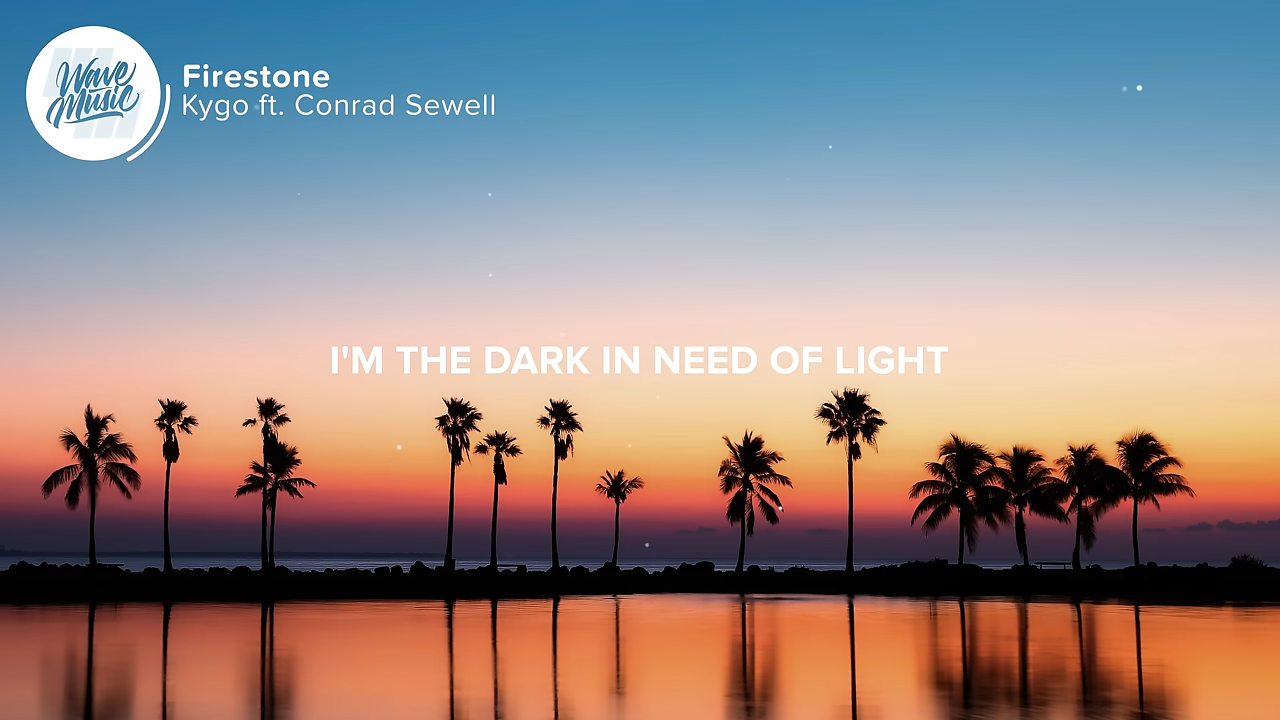 Wave
Music
Firestone
Kygo ft. Conrad Sewell
I'M THE DARK IN NEED OF LIGHT